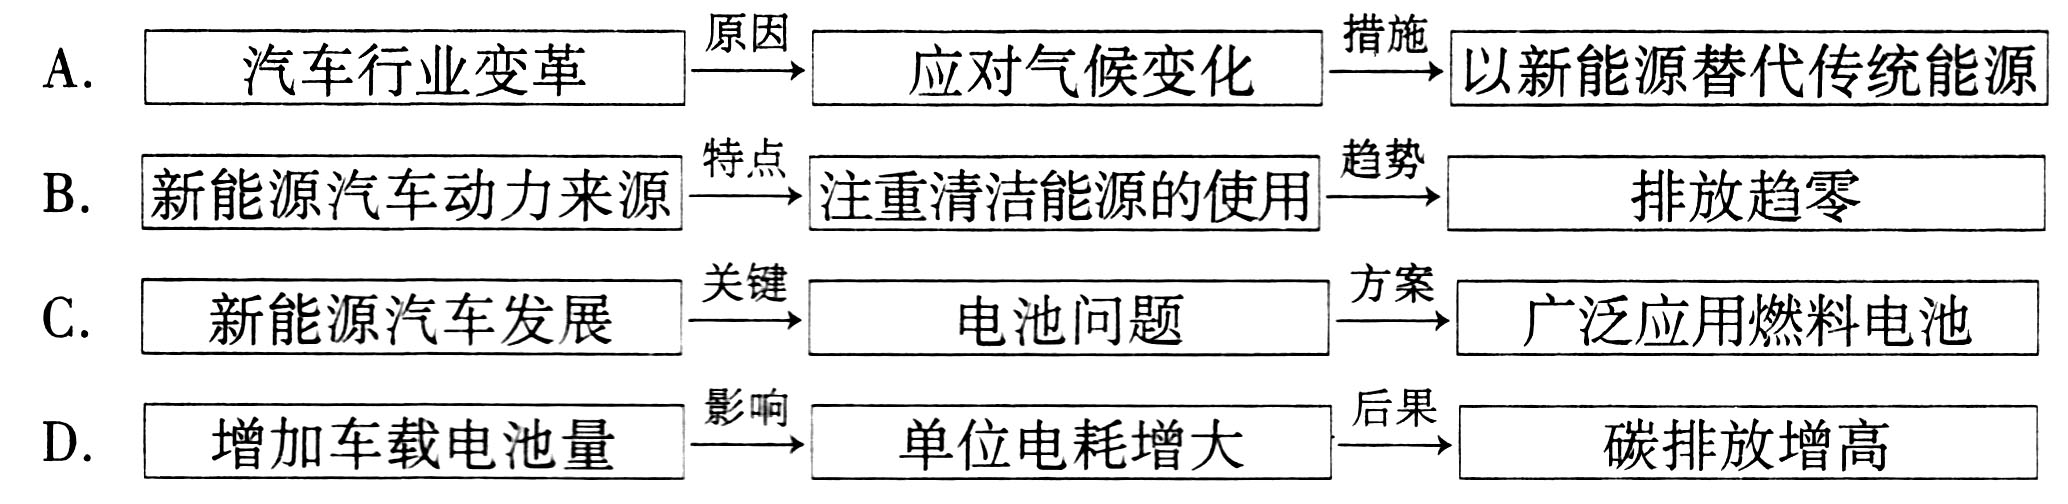 A. 汽车行业变革 原因 应对气候变化 措施 以新能源替代传统能源
B. 新能源汽车动力来源 特点 注重清洁能源的使用 趋势 排放趋零
C. 新能源汽车发展 关键 电池问题 方案 广泛应用燃料电池
D. 增加车载电池量 影响 单位电耗增大 后果 碳排放增高